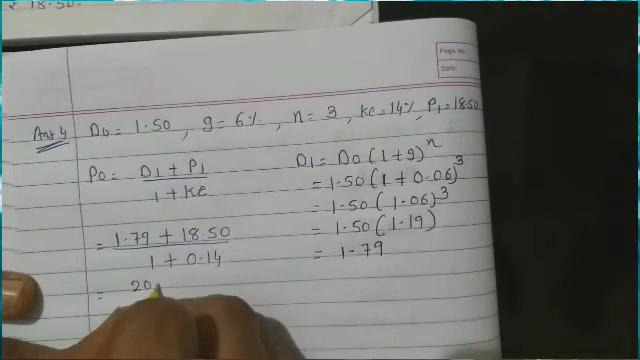 ₹ 18.50.
Page No.
Date:
Ans 4 D0 = 1.50 , g = 6% , n = 3 , Ke = 14% , P1 = 18.50
P0 = D1 + P1 / 1 + Ke
D1 = D0 (1+g)^n
= 1.50 (1 + 0.06)^3
= 1.50 (1.06)^3
= 1.50 (1.19)
= 1.79
= 1.79 + 18.50 / 1 + 0.14
= 20.